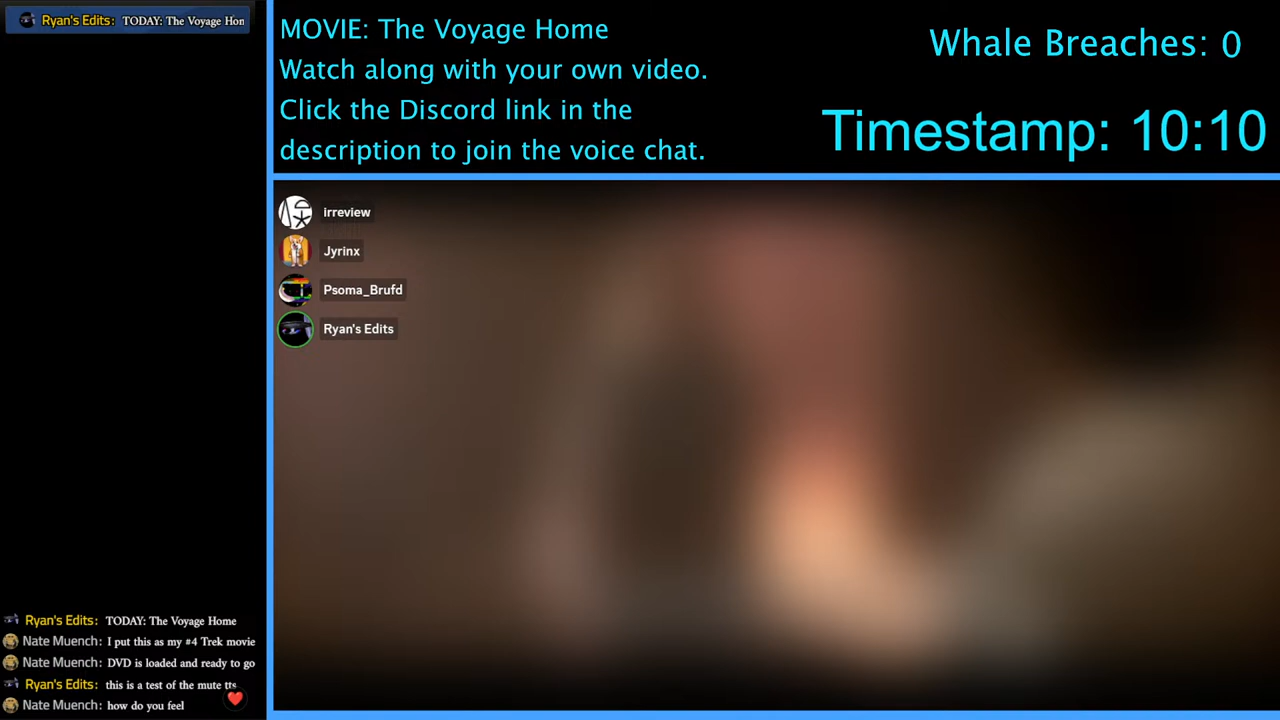 Ryan's Edits: TODAY: The Voyage Hon
MOVIE: The Voyage Home
Watch along with your own video.
Click the Discord link in the
description to join the voice chat.
Whale Breaches: 0
Timestamp: 10:10
irreview
Jyrinx
Psoma_Brufd
Ryan's Edits
Ryan's Edits: TODAY: The Voyage Home
Nate Muench: I put this as my #4 Trek movie
Nate Muench: DVD is loaded and ready to go
Ryan's Edits: this is a test of the mute tts
Nate Muench: how do you feel